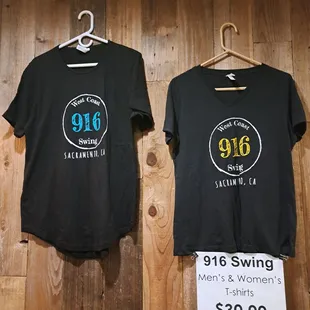 West Coast
916
Swing
SACRAMENTO, CA
West Coast
916
Swing
SACRAMENTO, CA
916 Swing
Men's & Women's
T-shirts